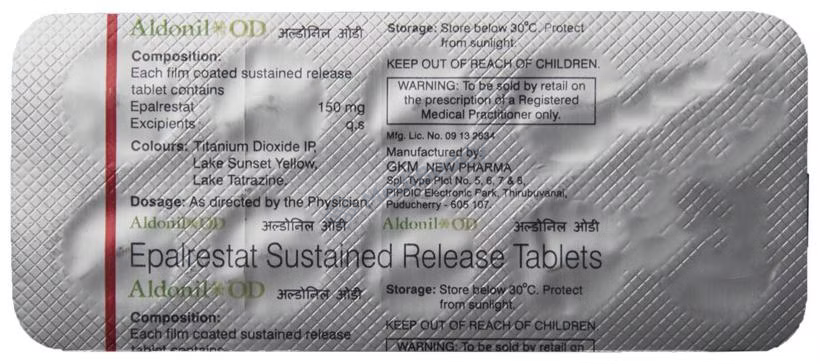 Aldonil OD अल्डोनिल ओडी
Composition:
Each film coated sustained release
tablet contains
Epalrestat 150 mg
Excipients q.s
Colours: Titanium Dioxide IP,
Lake Sunset Yellow,
Lake Tatrazine.
Dosage: As directed by the Physician.
Storage: Store below 30°C. Protect
from sunlight.
KEEP OUT OF REACH OF CHILDREN.
WARNING: To be sold by retail on
the prescription of a Registered
Medical Practitioner only.
Mfg. Lic. No. 09 13 2634
Manufactured by:
GKM NEW PHARMA
Spl. Type Plot No. 5, 6, 7 & 8,
PIPDIC Electronic Park, Thirubuvanai,
Puducherry - 605 107.
Aldonil OD अल्डोनिल ओडी Aldonil OD अल्डोनिल ओडी
Epalrestat Sustained Release Tablets
Aldonil OD अल्डोनिल ओडी
Composition:
Each film coated sustained release
tablet contains
Storage: Store below 30°C. Protect
from sunlight.
KEEP OUT OF REACH OF CHILDREN.
WARNING: To be sold by retail on